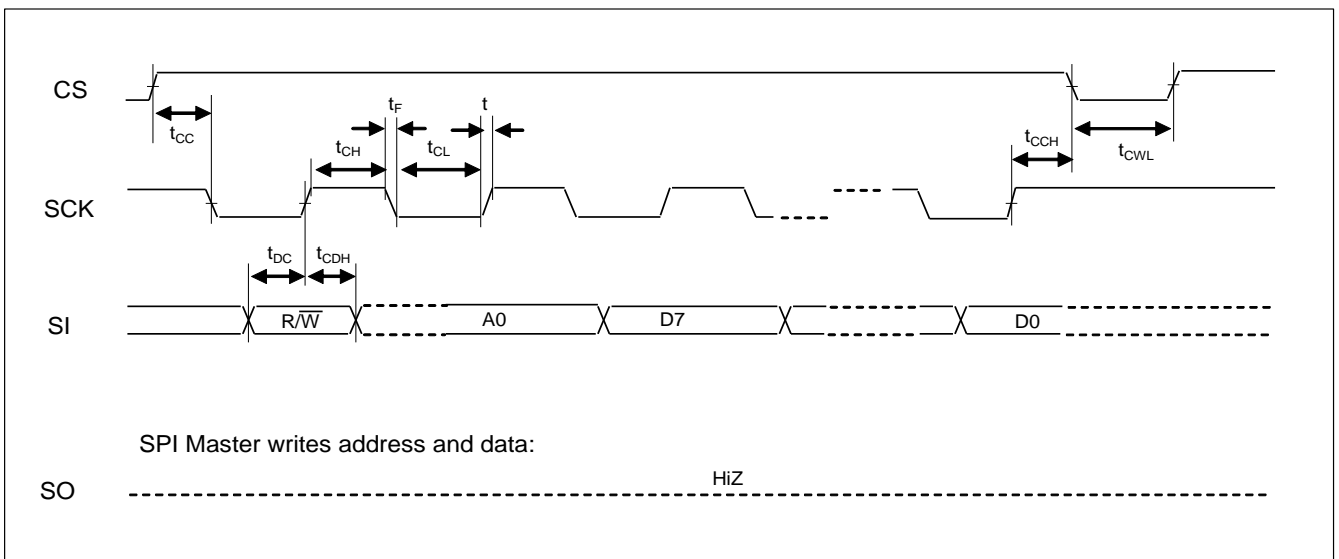 CS
t_CC
t_F
t
t_CH
t_CL
t_CCH
t_CWL
SCK
t_DC
t_CDH
SI
R/W̅
A0
D7
D0
SPI Master writes address and data:
SO
HiZ